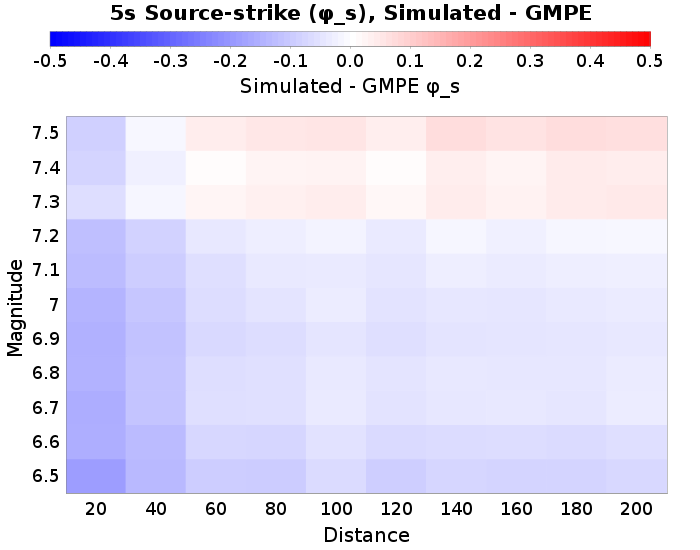 5s Source-strike (φ_s), Simulated - GMPE
-0.5 -0.4 -0.3 -0.2 -0.1 0.0 0.1 0.2 0.3 0.4 0.5
Simulated - GMPE φ_s
7.5
7.4
7.3
7.2
7.1
7
6.9
6.8
6.7
6.6
6.5
Magnitude
20 40 60 80 100 120 140 160 180 200
Distance